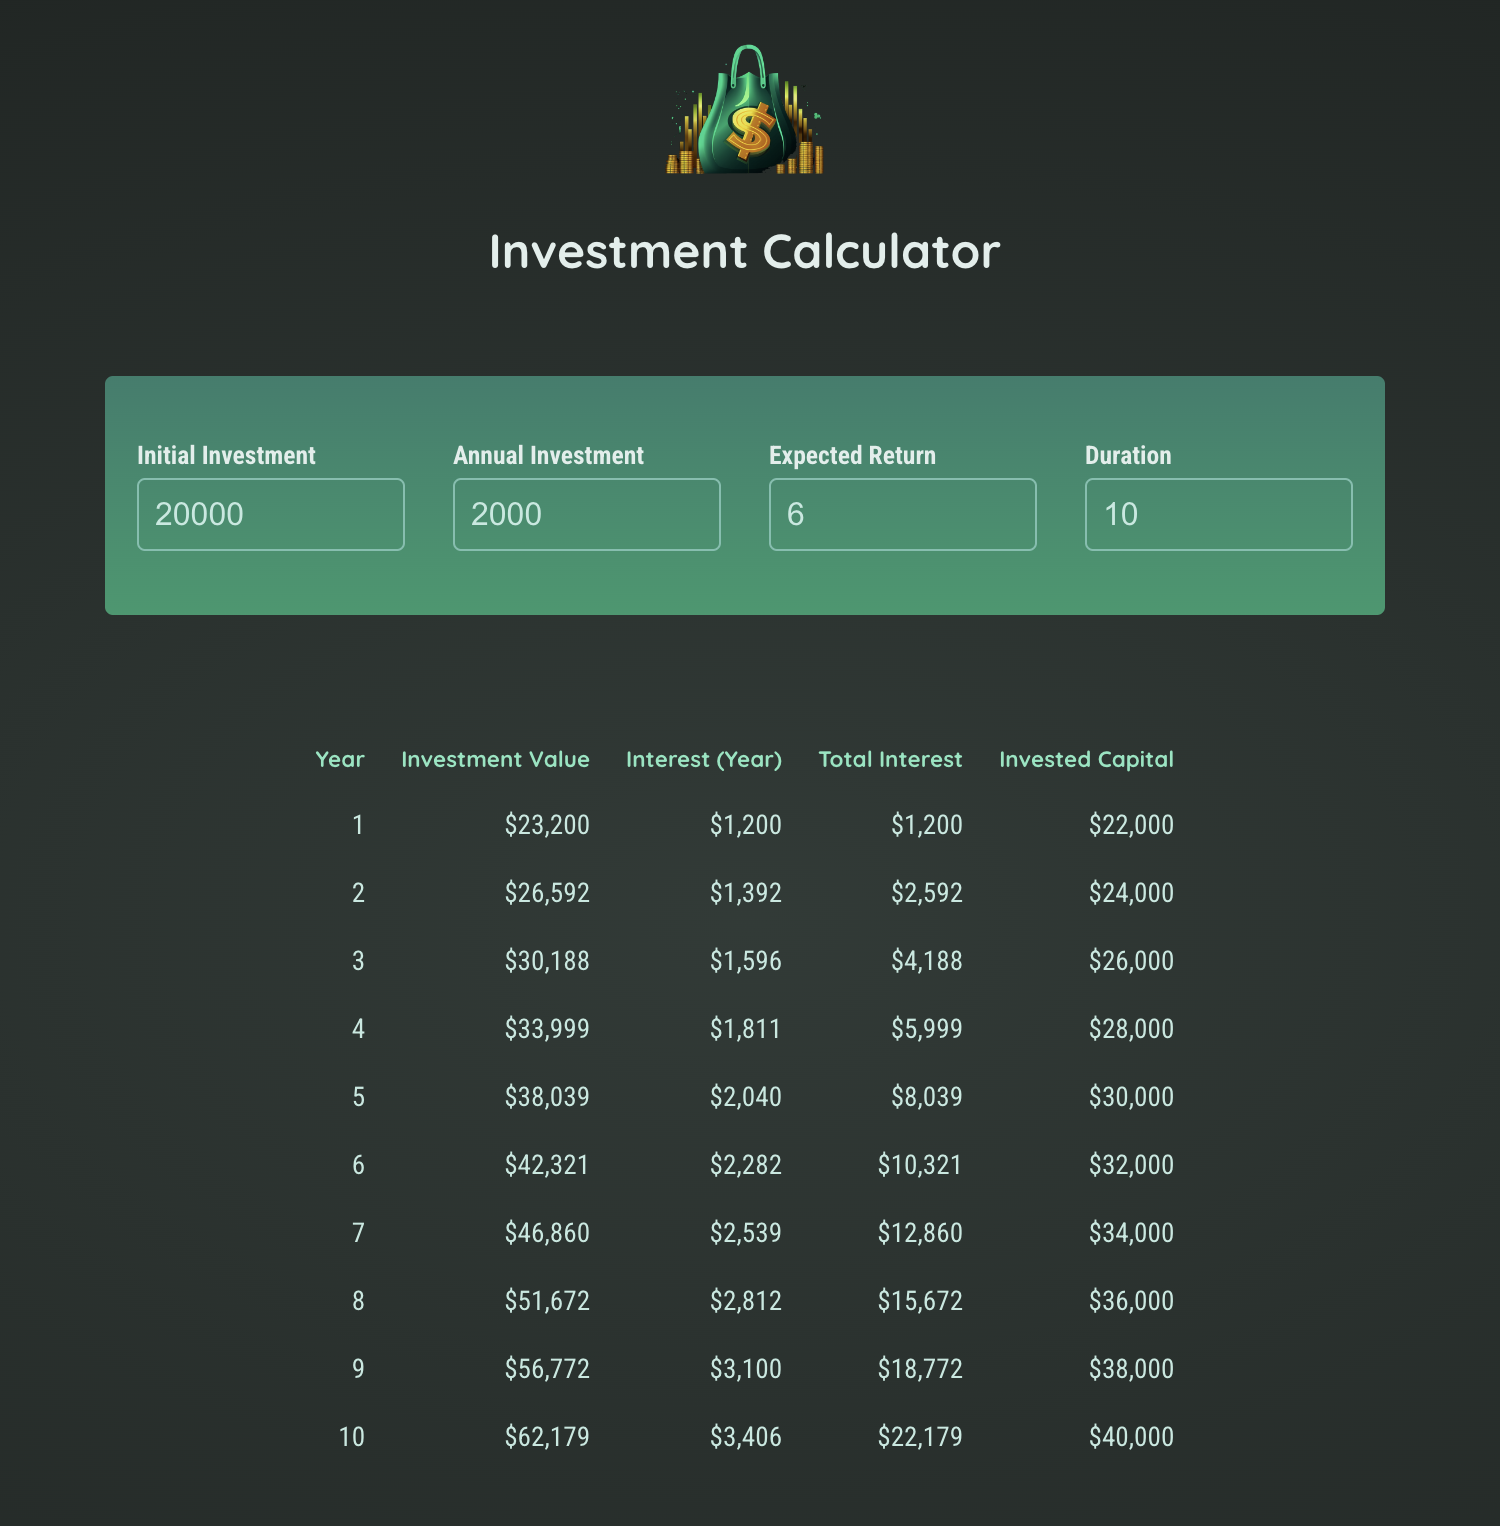 $
Investment Calculator
Initial Investment Annual Investment Expected Return Duration
20000 2000 6 10
Year Investment Value Interest (Year) Total Interest Invested Capital
1 $23,200 $1,200 $1,200 $22,000
2 $26,592 $1,392 $2,592 $24,000
3 $30,188 $1,596 $4,188 $26,000
4 $33,999 $1,811 $5,999 $28,000
5 $38,039 $2,040 $8,039 $30,000
6 $42,321 $2,282 $10,321 $32,000
7 $46,860 $2,539 $12,860 $34,000
8 $51,672 $2,812 $15,672 $36,000
9 $56,772 $3,100 $18,772 $38,000
10 $62,179 $3,406 $22,179 $40,000